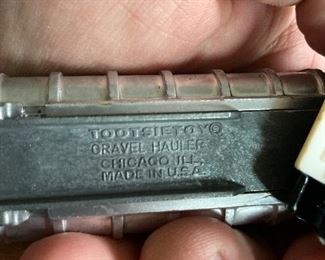 TOOTSIETOY®
GRAVEL HAULER
CHICAGO ILL.
MADE IN U.S.A.